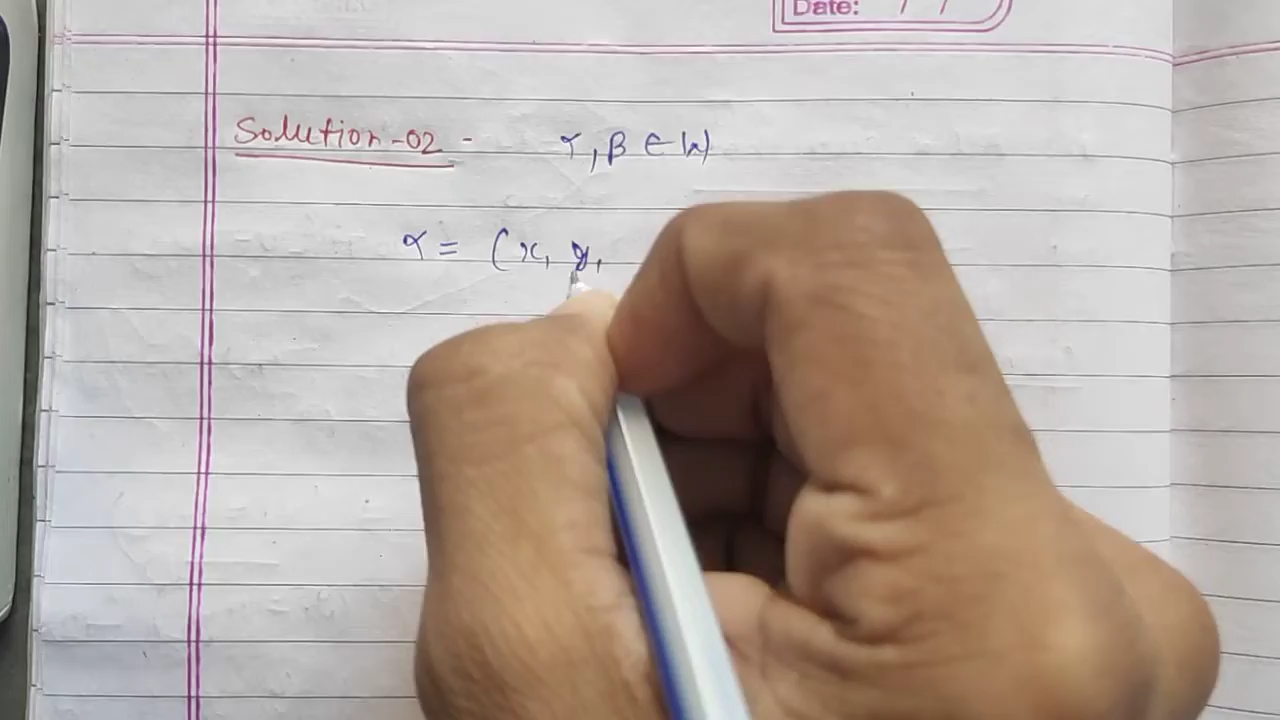 Date: / /
Solution-02 - α, β ∈ W
α = (x, y,